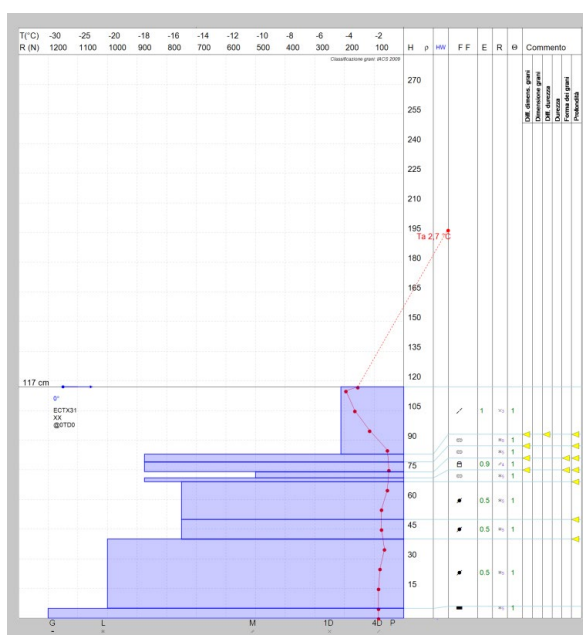 T(°C) -30 -25 -20 -18 -16 -14 -12 -10 -8 -6 -4 -2
R (N) 1200 1100 1000 900 800 700 600 500 400 300 200 100 H ρ HW F F E R Θ Commento
Classificazione grani: IACS 2009
Diff. dimens. grani
Dimensione grani
Diff. durezza
Durezza
Forma dei grani
Profondità
270
255
240
225
210
195
Ta 2,7 °C
180
165
150
135
120
117 cm
0°
ECTX31
XX
@0TD0
105
1 1
90
1
1
75
0.9 1
1
60
0.5 1
45
0.5 1
30
0.5 1
15
1
G L M 1D 4D P